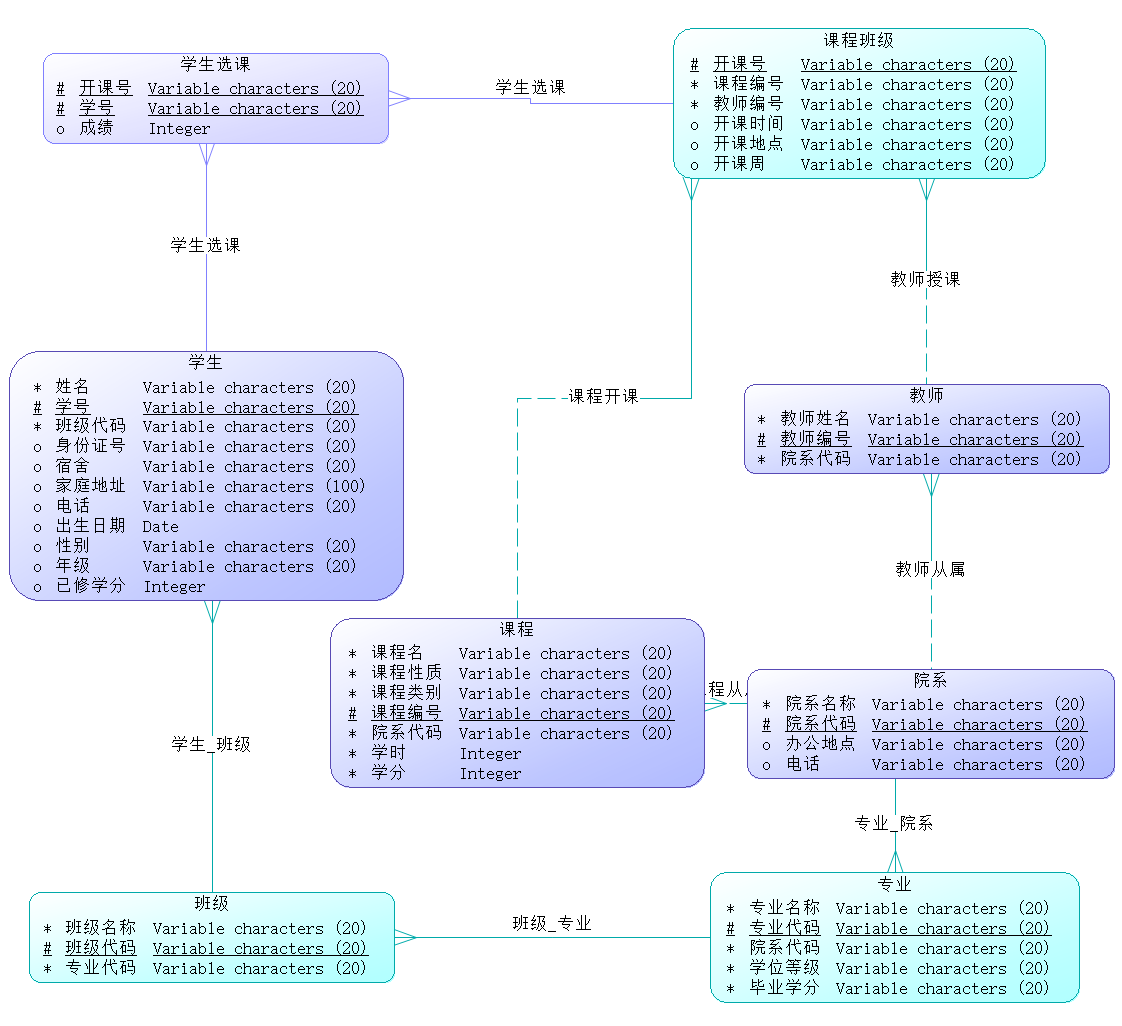 学生选课
# 开课号 Variable characters (20)
# 学号 Variable characters (20)
o 成绩 Integer
学生选课
课程班级
# 开课号 Variable characters (20)
* 课程编号 Variable characters (20)
* 教师编号 Variable characters (20)
o 开课时间 Variable characters (20)
o 开课地点 Variable characters (20)
o 开课周 Variable characters (20)
学生选课
教师授课
学生
* 姓名 Variable characters (20)
# 学号 Variable characters (20)
* 班级代码 Variable characters (20)
o 身份证号 Variable characters (20)
o 宿舍 Variable characters (20)
o 家庭地址 Variable characters (100)
o 电话 Variable characters (20)
o 出生日期 Date
o 性别 Variable characters (20)
o 年级 Variable characters (20)
o 已修学分 Integer
课程开课
教师
* 教师姓名 Variable characters (20)
# 教师编号 Variable characters (20)
* 院系代码 Variable characters (20)
教师从属
课程
* 课程名 Variable characters (20)
* 课程性质 Variable characters (20)
* 课程类别 Variable characters (20)
# 课程编号 Variable characters (20)
* 院系代码 Variable characters (20)
* 学时 Integer
* 学分 Integer
程从
院系
* 院系名称 Variable characters (20)
# 院系代码 Variable characters (20)
o 办公地点 Variable characters (20)
o 电话 Variable characters (20)
学生_班级
专业_院系
班级
* 班级名称 Variable characters (20)
# 班级代码 Variable characters (20)
* 专业代码 Variable characters (20)
班级_专业
专业
* 专业名称 Variable characters (20)
# 专业代码 Variable characters (20)
* 院系代码 Variable characters (20)
* 学位等级 Variable characters (20)
* 毕业学分 Variable characters (20)